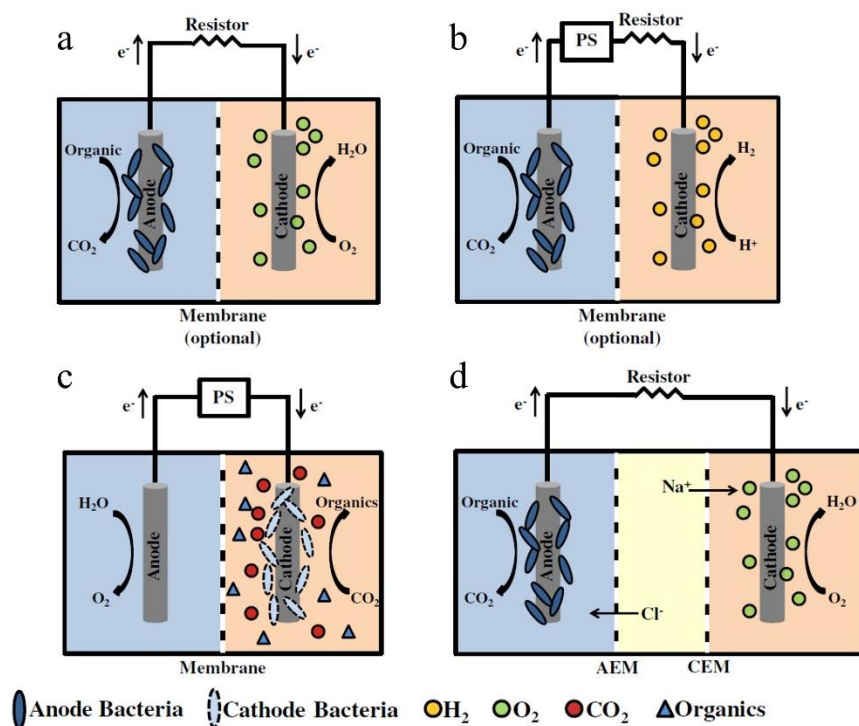 a
Resistor
e⁻
e⁻
Organic
CO₂
Anode
Cathode
H₂O
O₂
Membrane
(optional)
b
PS
Resistor
e⁻
e⁻
Organic
CO₂
Anode
Cathode
H₂
H⁺
Membrane
(optional)
c
PS
e⁻
e⁻
H₂O
O₂
Anode
Cathode
Organics
CO₂
Membrane
d
Resistor
e⁻
e⁻
Organic
CO₂
Anode
Cl⁻
Na⁺
Cathode
H₂O
O₂
AEM
CEM
Anode Bacteria
Cathode Bacteria
H₂
O₂
CO₂
Organics